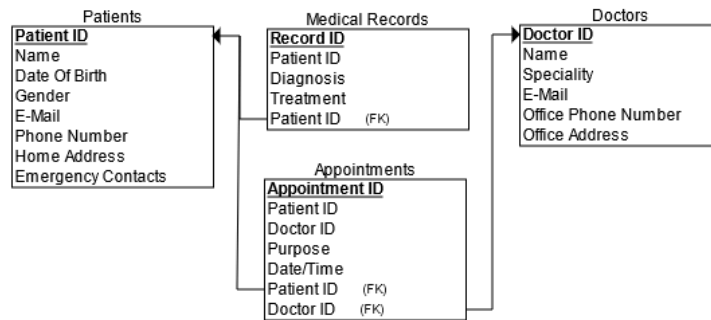 Patients
Patient ID
Name
Date Of Birth
Gender
E-Mail
Phone Number
Home Address
Emergency Contacts
Medical Records
Record ID
Patient ID
Diagnosis
Treatment
Patient ID (FK)
Doctors
Doctor ID
Name
Speciality
E-Mail
Office Phone Number
Office Address
Appointments
Appointment ID
Patient ID
Doctor ID
Purpose
Date/Time
Patient ID (FK)
Doctor ID (FK)